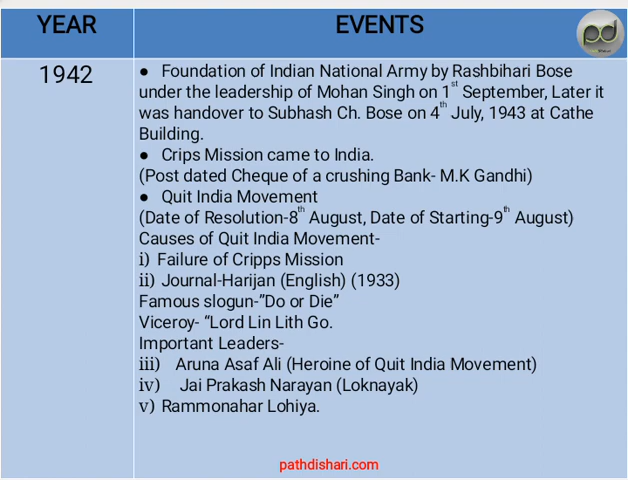 YEAR
EVENTS
pd
1942
● Foundation of Indian National Army by Rashbihari Bose
under the leadership of Mohan Singh on 1st September, Later it
was handover to Subhash Ch. Bose on 4th July, 1943 at Cathe
Building.
● Crips Mission came to India.
(Post dated Cheque of a crushing Bank- M.K Gandhi)
● Quit India Movement
(Date of Resolution-8th August, Date of Starting-9th August)
Causes of Quit India Movement-
i) Failure of Cripps Mission
ii) Journal-Harijan (English) (1933)
Famous slogun-”Do or Die”
Viceroy- “Lord Lin Lith Go.
Important Leaders-
iii) Aruna Asaf Ali (Heroine of Quit India Movement)
iv) Jai Prakash Narayan (Loknayak)
v) Rammonahar Lohiya.
pathdishari.com